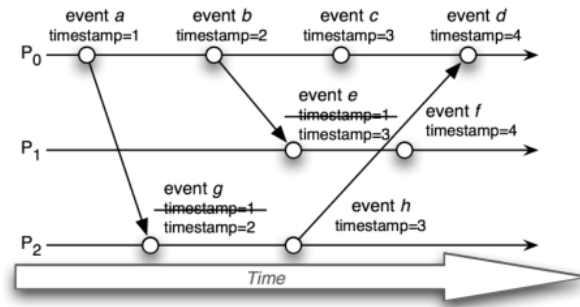 event a
timestamp=1
event b
timestamp=2
event c
timestamp=3
event d
timestamp=4
P0
event e
timestamp=1
timestamp=3
event f
timestamp=4
P1
event g
timestamp=1
timestamp=2
event h
timestamp=3
P2
Time